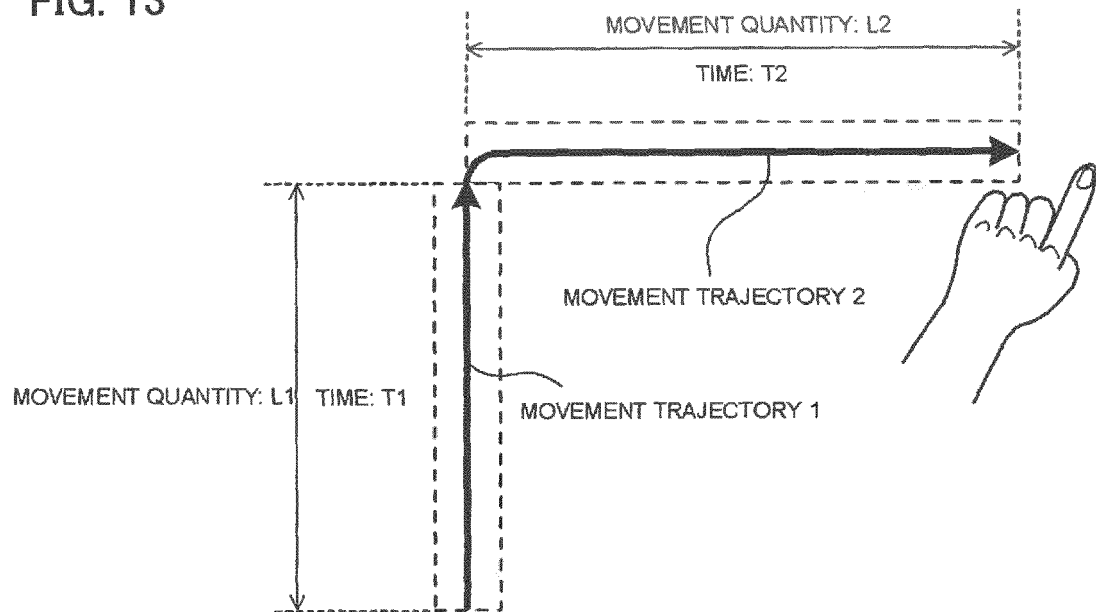 FIG. 13
MOVEMENT QUANTITY: L2
TIME: T2
MOVEMENT TRAJECTORY 2
MOVEMENT QUANTITY: L1
TIME: T1
MOVEMENT TRAJECTORY 1